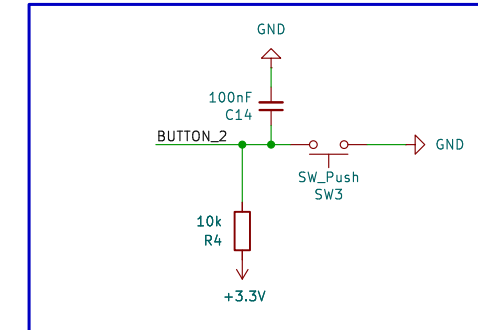 GND
100nF
C14
BUTTON_2
GND
SW_Push
SW3
10k
R4
+3.3V